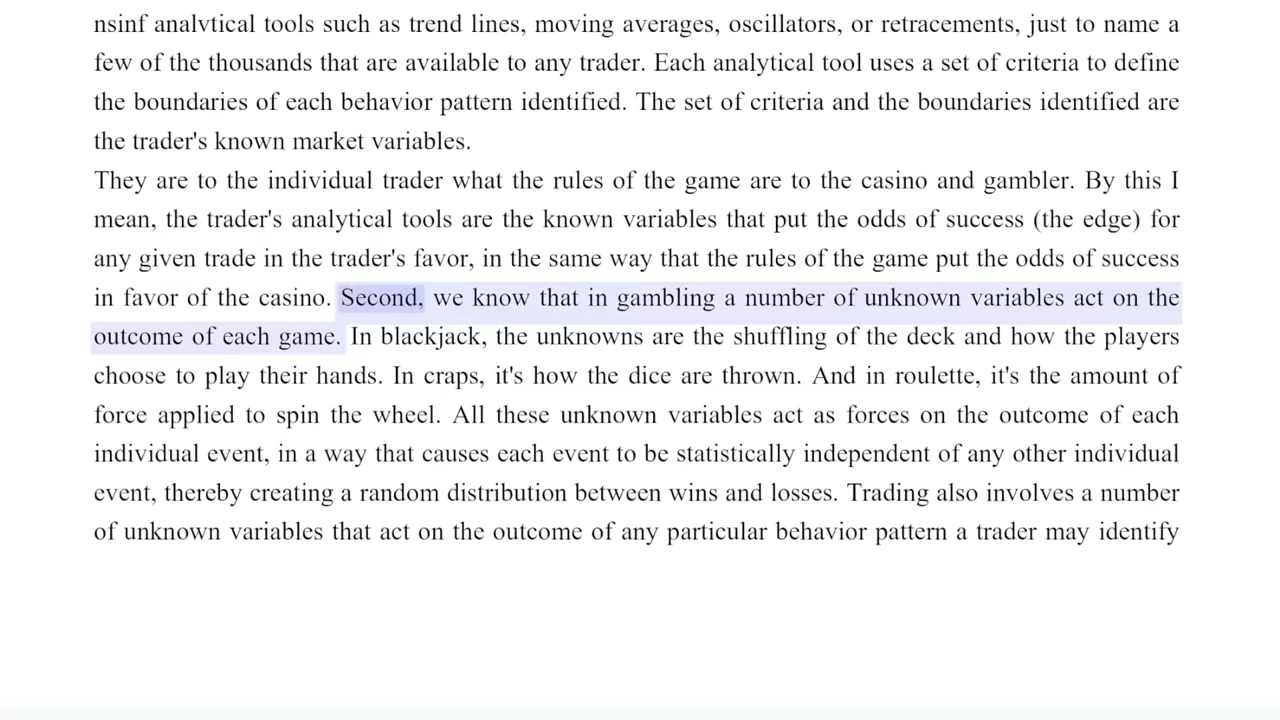 nsinf analvtical tools such as trend lines, moving averages, oscillators, or retracements, just to name a
few of the thousands that are available to any trader. Each analytical tool uses a set of criteria to define
the boundaries of each behavior pattern identified. The set of criteria and the boundaries identified are
the trader's known market variables.
They are to the individual trader what the rules of the game are to the casino and gambler. By this I
mean, the trader's analytical tools are the known variables that put the odds of success (the edge) for
any given trade in the trader's favor, in the same way that the rules of the game put the odds of success
in favor of the casino. Second, we know that in gambling a number of unknown variables act on the
outcome of each game. In blackjack, the unknowns are the shuffling of the deck and how the players
choose to play their hands. In craps, it's how the dice are thrown. And in roulette, it's the amount of
force applied to spin the wheel. All these unknown variables act as forces on the outcome of each
individual event, in a way that causes each event to be statistically independent of any other individual
event, thereby creating a random distribution between wins and losses. Trading also involves a number
of unknown variables that act on the outcome of any particular behavior pattern a trader may identify